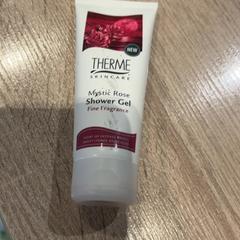 NEW
THERME
SKINCARE
Mystic Rose
Shower Gel
Fine Fragrance